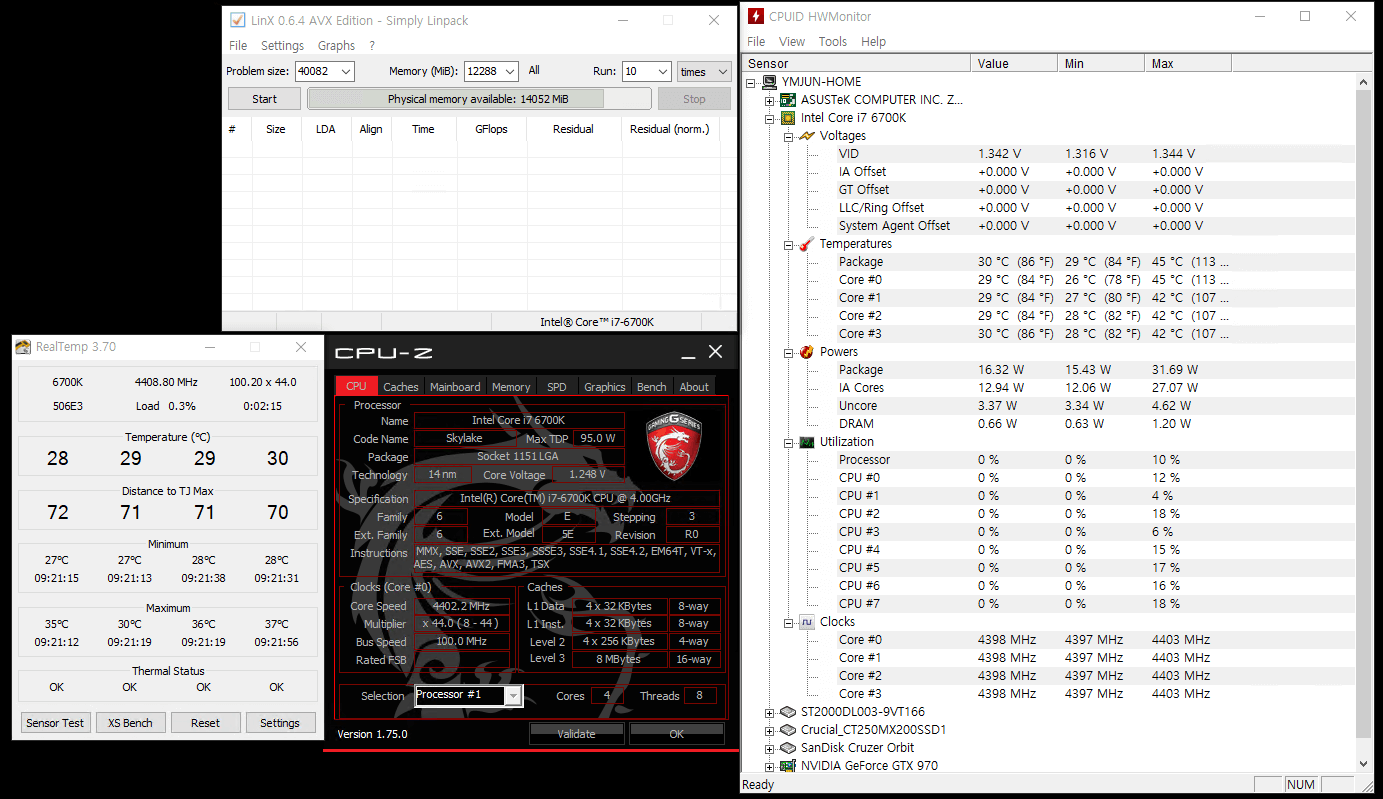 LinX 0.6.4 AVX Edition - Simply Linpack
File Settings Graphs ?
Problem size: 40082 Memory (MiB): 12288 All Run: 10 times
Start Physical memory available: 14052 MiB Stop
# Size LDA Align Time GFlops Residual Residual (norm.)
Intel® Core™ i7-6700K
RealTemp 3.70
6700K 4408.80 MHz 100.20 x 44.0
506E3 Load 0.3% 0:02:15
Temperature (℃)
28 29 29 30
Distance to TJ Max
72 71 71 70
Minimum
27℃ 27℃ 28℃ 28℃
09:21:15 09:21:13 09:21:38 09:21:31
Maximum
35℃ 30℃ 36℃ 37℃
09:21:12 09:21:19 09:21:19 09:21:56
Thermal Status
OK OK OK OK
Sensor Test XS Bench Reset Settings
CPU-Z
CPU Caches Mainboard Memory SPD Graphics Bench About
Processor
Name Intel Core i7 6700K
Code Name Skylake Max TDP 95.0 W
Package Socket 1151 LGA
Technology 14 nm Core Voltage 1.248 V
GAMING G SERIES
Specification Intel(R) Core(TM) i7-6700K CPU @ 4.00GHz
Family 6 Model E Stepping 3
Ext. Family 6 Ext. Model 5E Revision R0
Instructions MMX, SSE, SSE2, SSE3, SSSE3, SSE4.1, SSE4.2, EM64T, VT-x,
AES, AVX, AVX2, FMA3, TSX
Clocks (Core #0) Caches
Core Speed 4402.2 MHz L1 Data 4 x 32 KBytes 8-way
Multiplier x 44.0 ( 8 - 44 ) L1 Inst. 4 x 32 KBytes 8-way
Bus Speed 100.0 MHz Level 2 4 x 256 KBytes 4-way
Rated FSB Level 3 8 MBytes 16-way
Selection Processor #1 Cores 4 Threads 8
Version 1.75.0 Validate OK
CPUID HWMonitor
File View Tools Help
Sensor Value Min Max
YMJUN-HOME
ASUSTeK COMPUTER INC. Z...
Intel Core i7 6700K
Voltages
VID 1.342 V 1.316 V 1.344 V
IA Offset +0.000 V +0.000 V +0.000 V
GT Offset +0.000 V +0.000 V +0.000 V
LLC/Ring Offset +0.000 V +0.000 V +0.000 V
System Agent Offset +0.000 V +0.000 V +0.000 V
Temperatures
Package 30 °C (86 °F) 29 °C (84 °F) 45 °C (113 ...
Core #0 29 °C (84 °F) 26 °C (78 °F) 45 °C (113 ...
Core #1 29 °C (84 °F) 27 °C (80 °F) 42 °C (107 ...
Core #2 29 °C (84 °F) 28 °C (82 °F) 42 °C (107 ...
Core #3 30 °C (86 °F) 28 °C (82 °F) 42 °C (107 ...
Powers
Package 16.32 W 15.43 W 31.69 W
IA Cores 12.94 W 12.06 W 27.07 W
Uncore 3.37 W 3.34 W 4.62 W
DRAM 0.66 W 0.63 W 1.20 W
Utilization
Processor 0 % 0 % 10 %
CPU #0 0 % 0 % 12 %
CPU #1 0 % 0 % 4 %
CPU #2 0 % 0 % 18 %
CPU #3 0 % 0 % 6 %
CPU #4 0 % 0 % 15 %
CPU #5 0 % 0 % 17 %
CPU #6 0 % 0 % 16 %
CPU #7 0 % 0 % 18 %
Clocks
Core #0 4398 MHz 4397 MHz 4403 MHz
Core #1 4398 MHz 4397 MHz 4403 MHz
Core #2 4398 MHz 4397 MHz 4403 MHz
Core #3 4398 MHz 4397 MHz 4403 MHz
ST2000DL003-9VT166
Crucial_CT250MX200SSD1
SanDisk Cruzer Orbit
NVIDIA GeForce GTX 970
Ready NUM